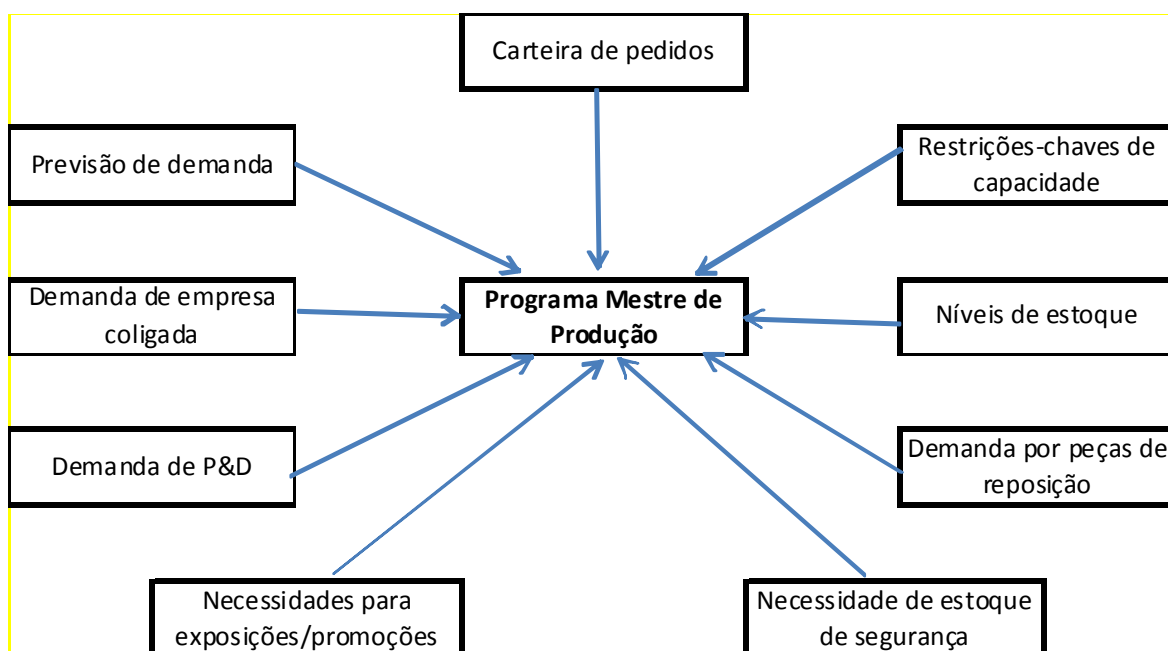 Carteira de pedidos
Previsão de demanda
Restrições-chaves de
capacidade
Demanda de empresa
coligada
Programa Mestre de
Produção
Níveis de estoque
Demanda de P&D
Demanda por peças de
reposição
Necessidades para
exposições/promoções
Necessidade de estoque
de segurança